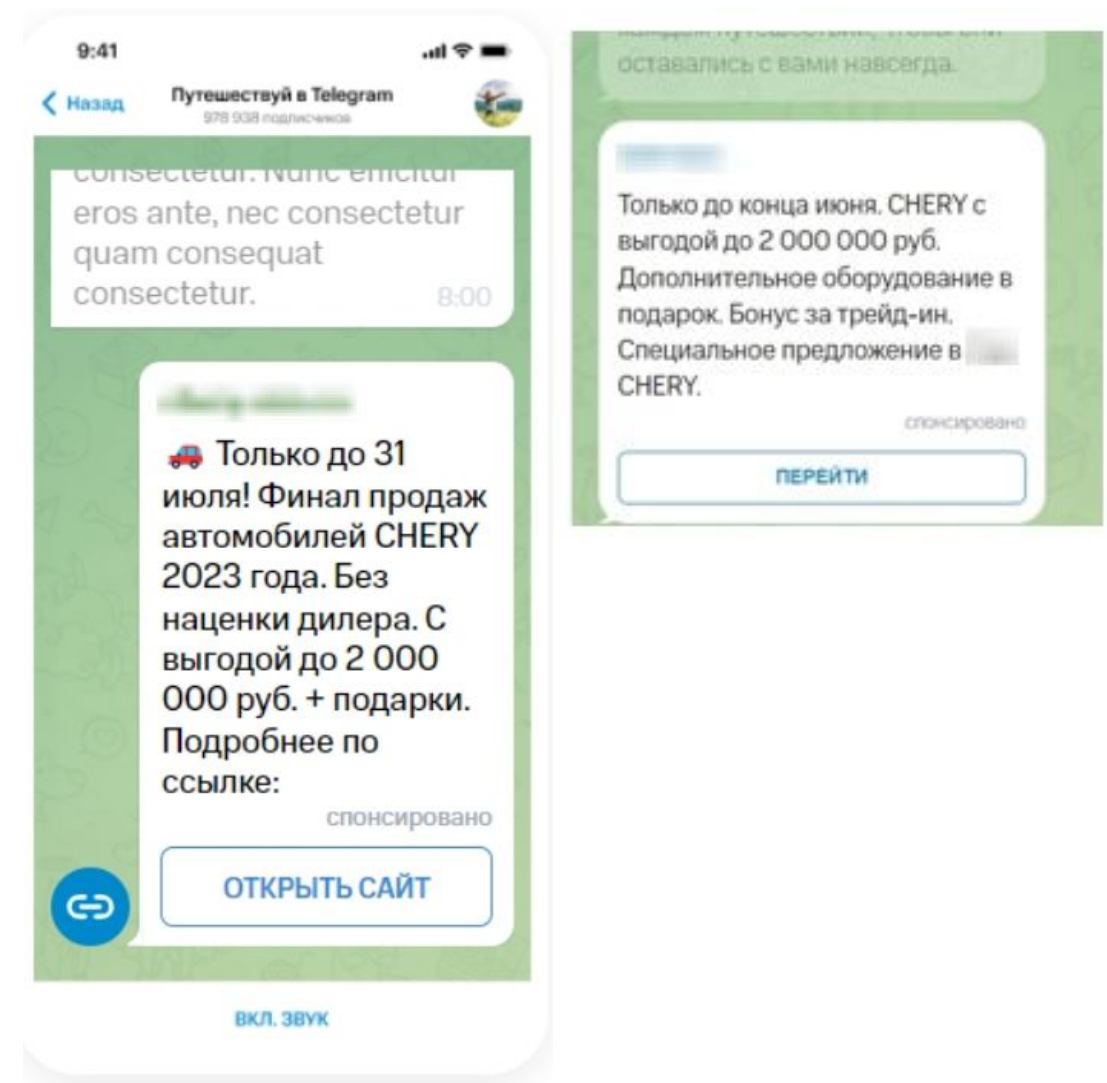 9:41
Назад
Путешествуй в Telegram
978 938 подписчиков
consectetur. Nunc efficitur
eros ante, nec consectetur
quam consequat
consectetur.
8:00
🚗 Только до 31
июля! Финал продаж
автомобилей CHERY
2023 года. Без
наценки дилера. С
выгодой до 2 000
000 руб. + подарки.
Подробнее по
ссылке:
спонсировано
ОТКРЫТЬ САЙТ
ВКЛ. ЗВУК
оставались с вами навсегда.
Только до конца июня. CHERY с
выгодой до 2 000 000 руб.
Дополнительное оборудование в
подарок. Бонус за трейд-ин.
Специальное предложение в
CHERY.
спонсировано
ПЕРЕЙТИ